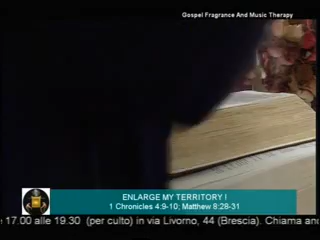 Gospel Fragrance And Music Therapy
ENLARGE MY TERRITORY !
1 Chronicles 4:9-10; Matthew 8:28-31
17.00 alle 19.30 (per culto) in via Livorno, 44 (Brescia). Chiama an